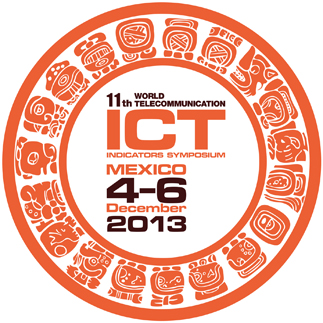 11th WORLD TELECOMMUNICATION
ICT
INDICATORS SYMPOSIUM
MEXICO
4-6
December
2013